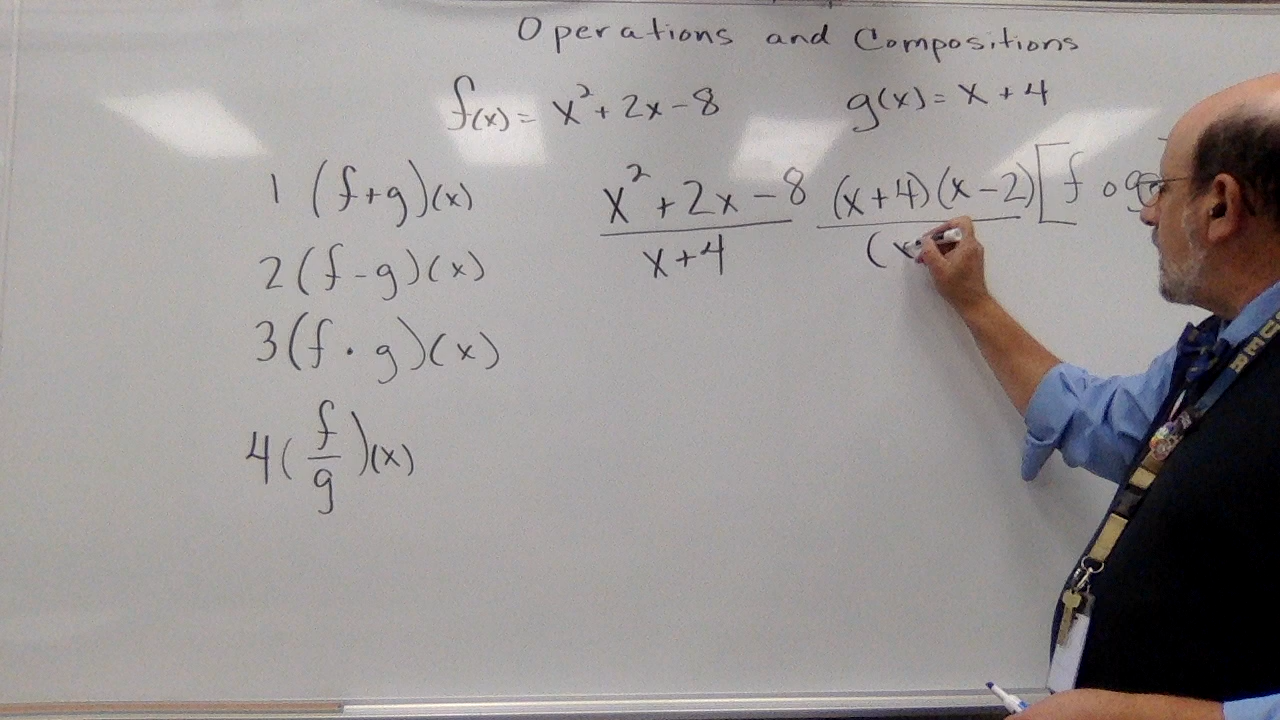 Operations and Compositions
f(x) = x² + 2x - 8
g(x) = x + 4
1 (f+g)(x)
2 (f-g)(x)
3 (f · g)(x)
4 (f/g)(x)
x² + 2x - 8
x+4
(x+4)(x-2)
(x
[f o g